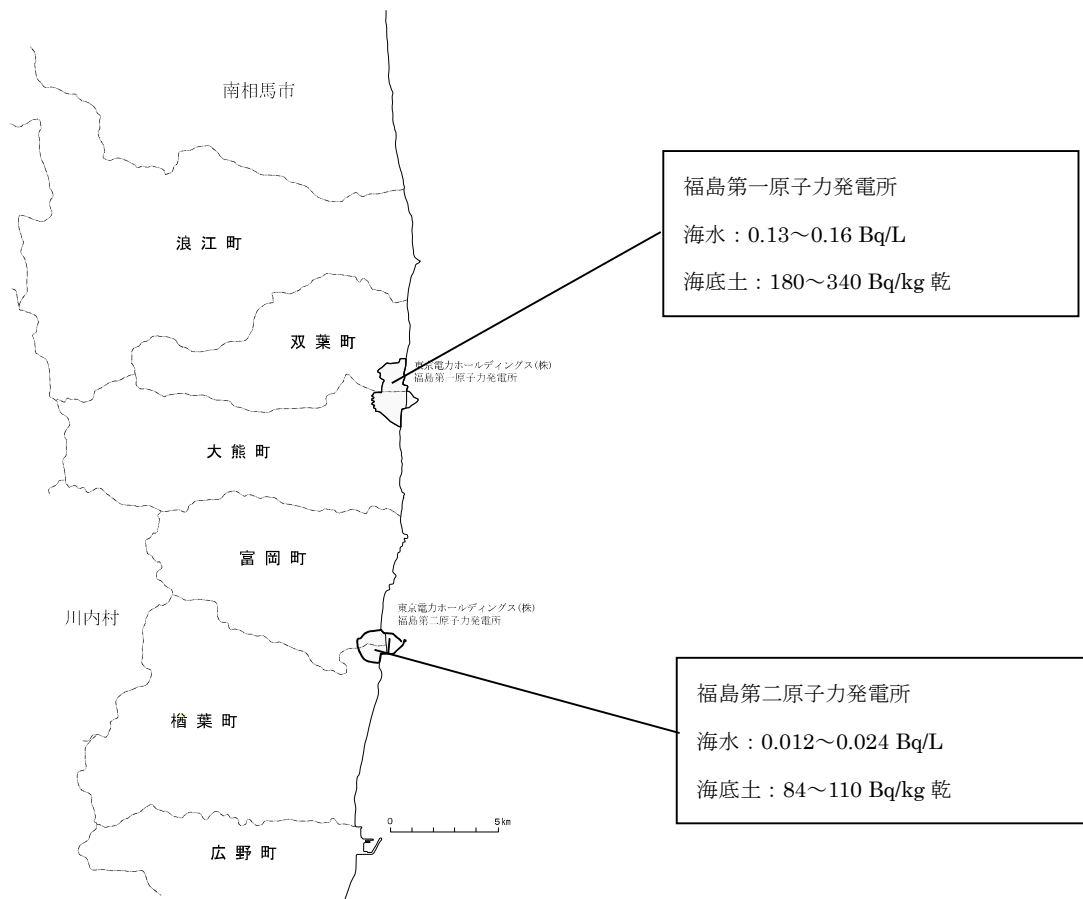 南相馬市
福島第一原子力発電所
海水：0.13～0.16 Bq/L
海底土：180～340 Bq/kg 乾
浪 江 町
双 葉 町
東京電力ホールディングス(株)
福島第一原子力発電所
大 熊 町
富 岡 町
川内村
東京電力ホールディングス(株)
福島第二原子力発電所
福島第二原子力発電所
海水：0.012～0.024 Bq/L
海底土：84～110 Bq/kg 乾
楢 葉 町
0 5km
広 野 町